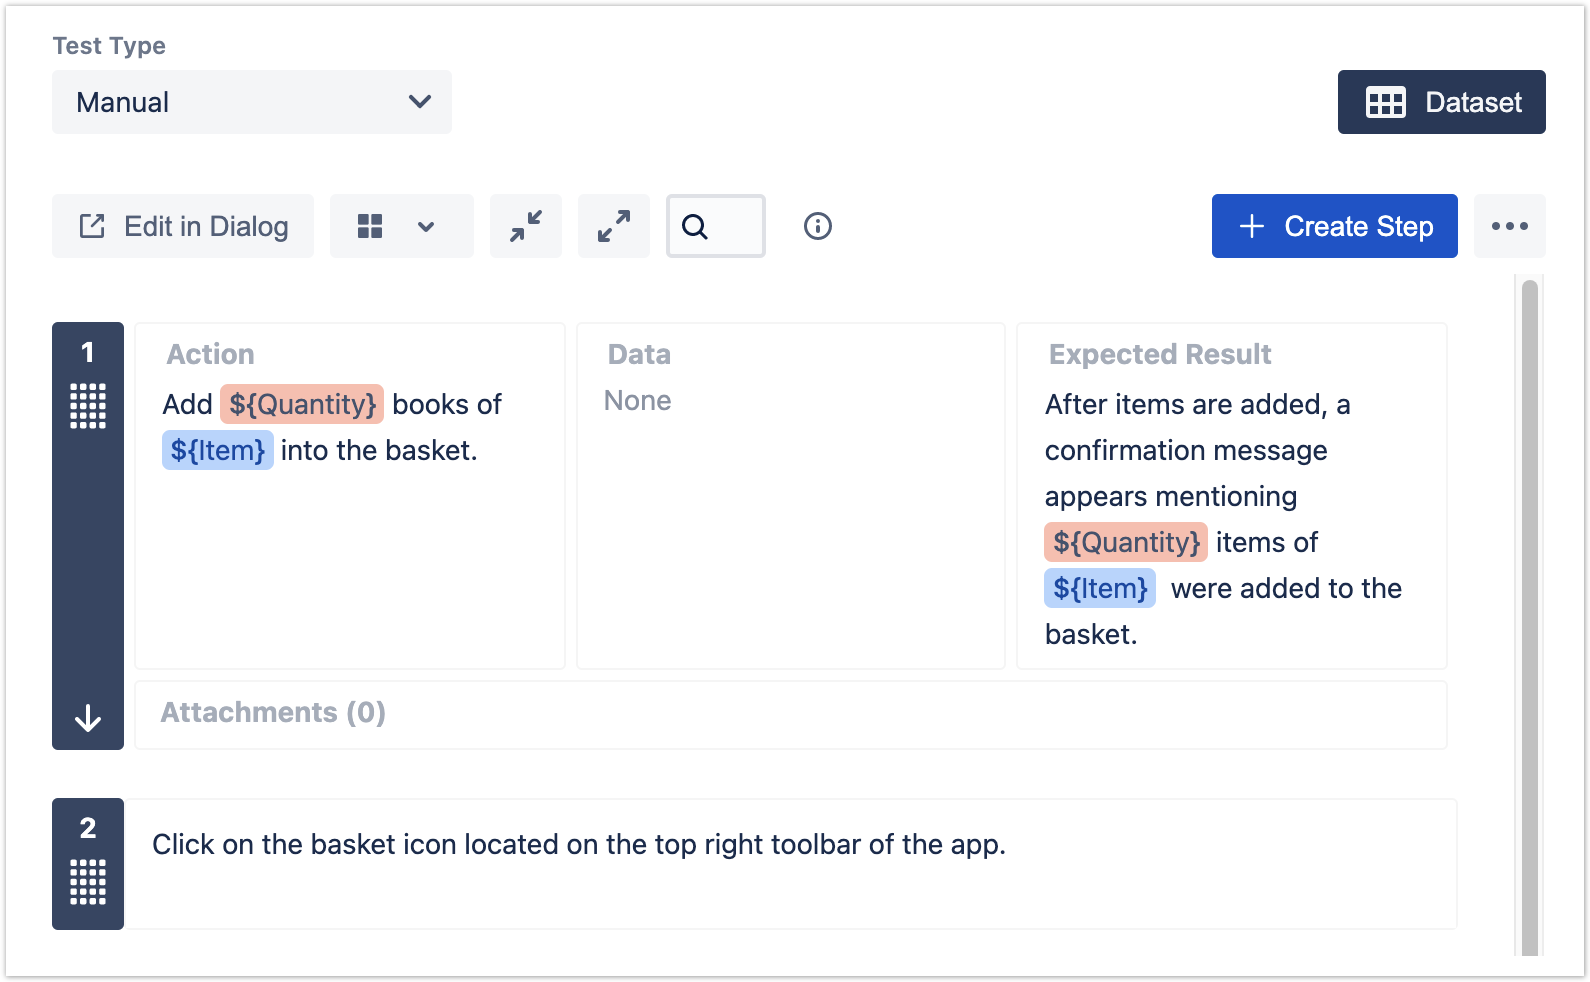 Test Type
Manual
Dataset
Edit in Dialog
Create Step
1
Action
Add ${Quantity} books of
${Item} into the basket.
Data
None
Expected Result
After items are added, a
confirmation message
appears mentioning
${Quantity} items of
${Item} were added to the
basket.
Attachments (0)
2
Click on the basket icon located on the top right toolbar of the app.